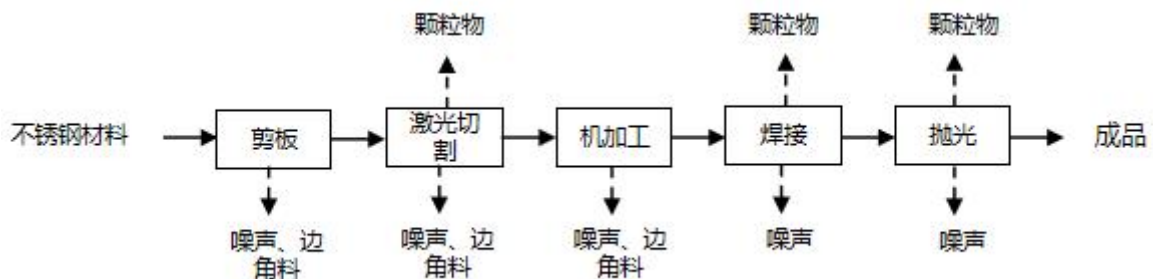 颗粒物
颗粒物
颗粒物
不锈钢材料
剪板
激光切
割
机加工
焊接
抛光
成品
噪声、边
角料
噪声、边
角料
噪声、边
角料
噪声
噪声